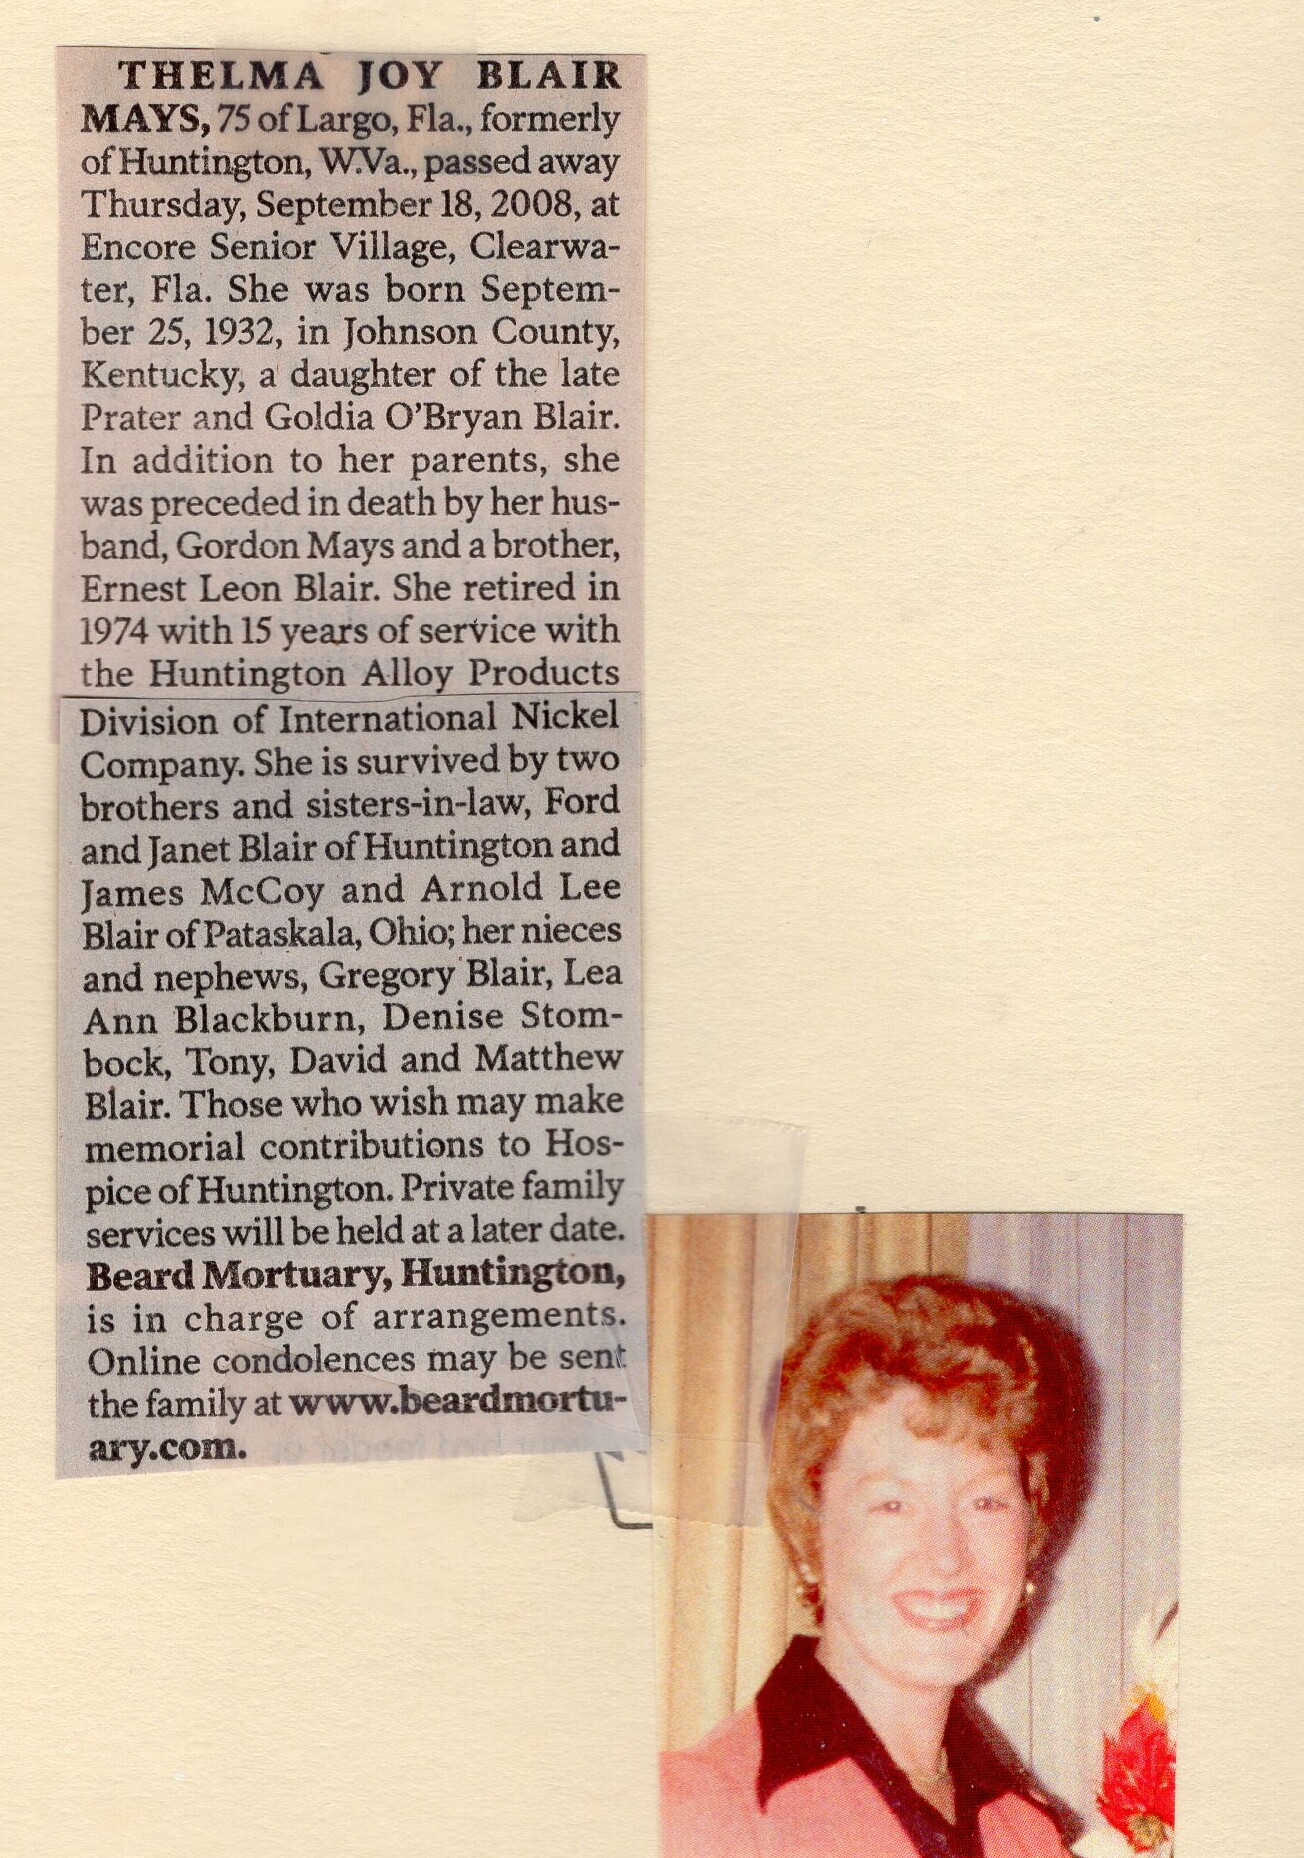 THELMA JOY BLAIR
MAYS, 75 of Largo, Fla., formerly
of Huntington, W.Va., passed away
Thursday, September 18, 2008, at
Encore Senior Village, Clearwa-
ter, Fla. She was born Septem-
ber 25, 1932, in Johnson County,
Kentucky, a daughter of the late
Prater and Goldia O'Bryan Blair.
In addition to her parents, she
was preceded in death by her hus-
band, Gordon Mays and a brother,
Ernest Leon Blair. She retired in
1974 with 15 years of service with
the Huntington Alloy Products
Division of International Nickel
Company. She is survived by two
brothers and sisters-in-law, Ford
and Janet Blair of Huntington and
James McCoy and Arnold Lee
Blair of Pataskala, Ohio; her nieces
and nephews, Gregory Blair, Lea
Ann Blackburn, Denise Stom-
bock, Tony, David and Matthew
Blair. Those who wish may make
memorial contributions to Hos-
pice of Huntington. Private family
services will be held at a later date.
Beard Mortuary, Huntington,
is in charge of arrangements.
Online condolences may be sent
the family at www.beardmortu-
ary.com.